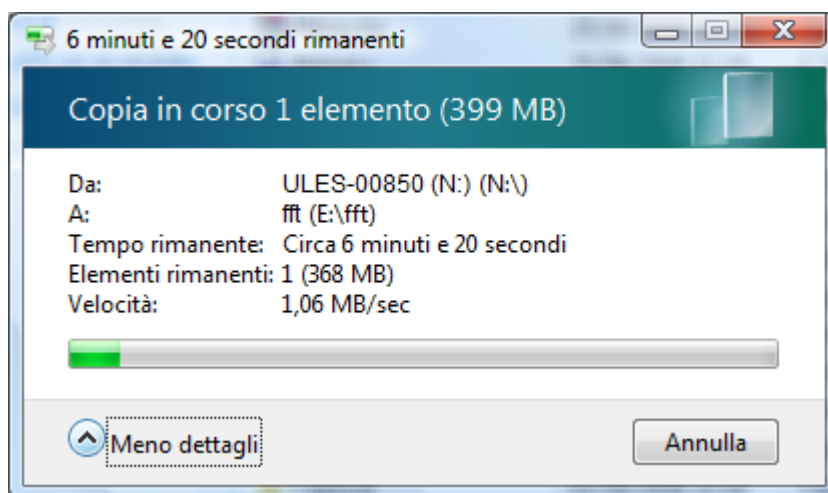 6 minuti e 20 secondi rimanenti
Copia in corso 1 elemento (399 MB)
Da: ULES-00850 (N:) (N:\)
A: fft (E:\fft)
Tempo rimanente: Circa 6 minuti e 20 secondi
Elementi rimanenti: 1 (368 MB)
Velocità: 1,06 MB/sec
Meno dettagli Annulla